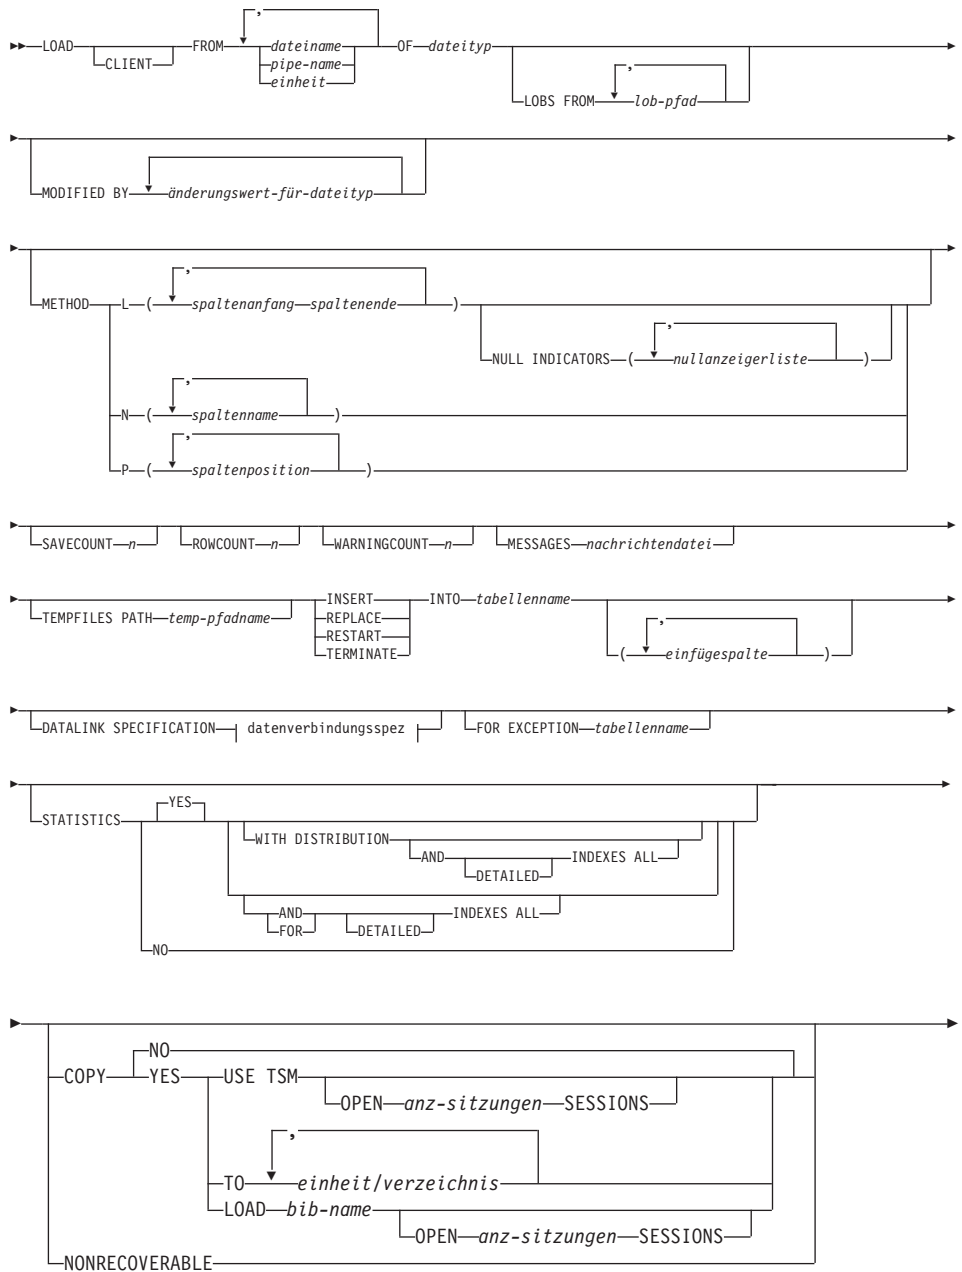 ,
LOAD CLIENT FROM dateiname OF dateityp
pipe-name
einheit
,
LOBS FROM lob-pfad
MODIFIED BY änderungswert-für-dateityp
,
METHOD L ( spaltenanfang spaltenende )
,
NULL INDICATORS ( nullanzeigerliste )
,
N ( spaltenname )
,
P ( spaltenposition )
SAVECOUNT n ROWCOUNT n WARNINGCOUNT n MESSAGES nachrichtendatei
TEMPFILES PATH temp-pfadname INSERT INTO tabellenname
REPLACE
RESTART
TERMINATE
,
( einfügespalte )
DATALINK SPECIFICATION datenverbindungsspez FOR EXCEPTION tabellenname
YES
STATISTICS
WITH DISTRIBUTION
AND INDEXES ALL
DETAILED
AND INDEXES ALL
FOR DETAILED
NO
NO
COPY YES USE TSM
OPEN anz-sitzungen SESSIONS
,
TO einheit/verzeichnis
LOAD bib-name
OPEN anz-sitzungen SESSIONS
NONRECOVERABLE